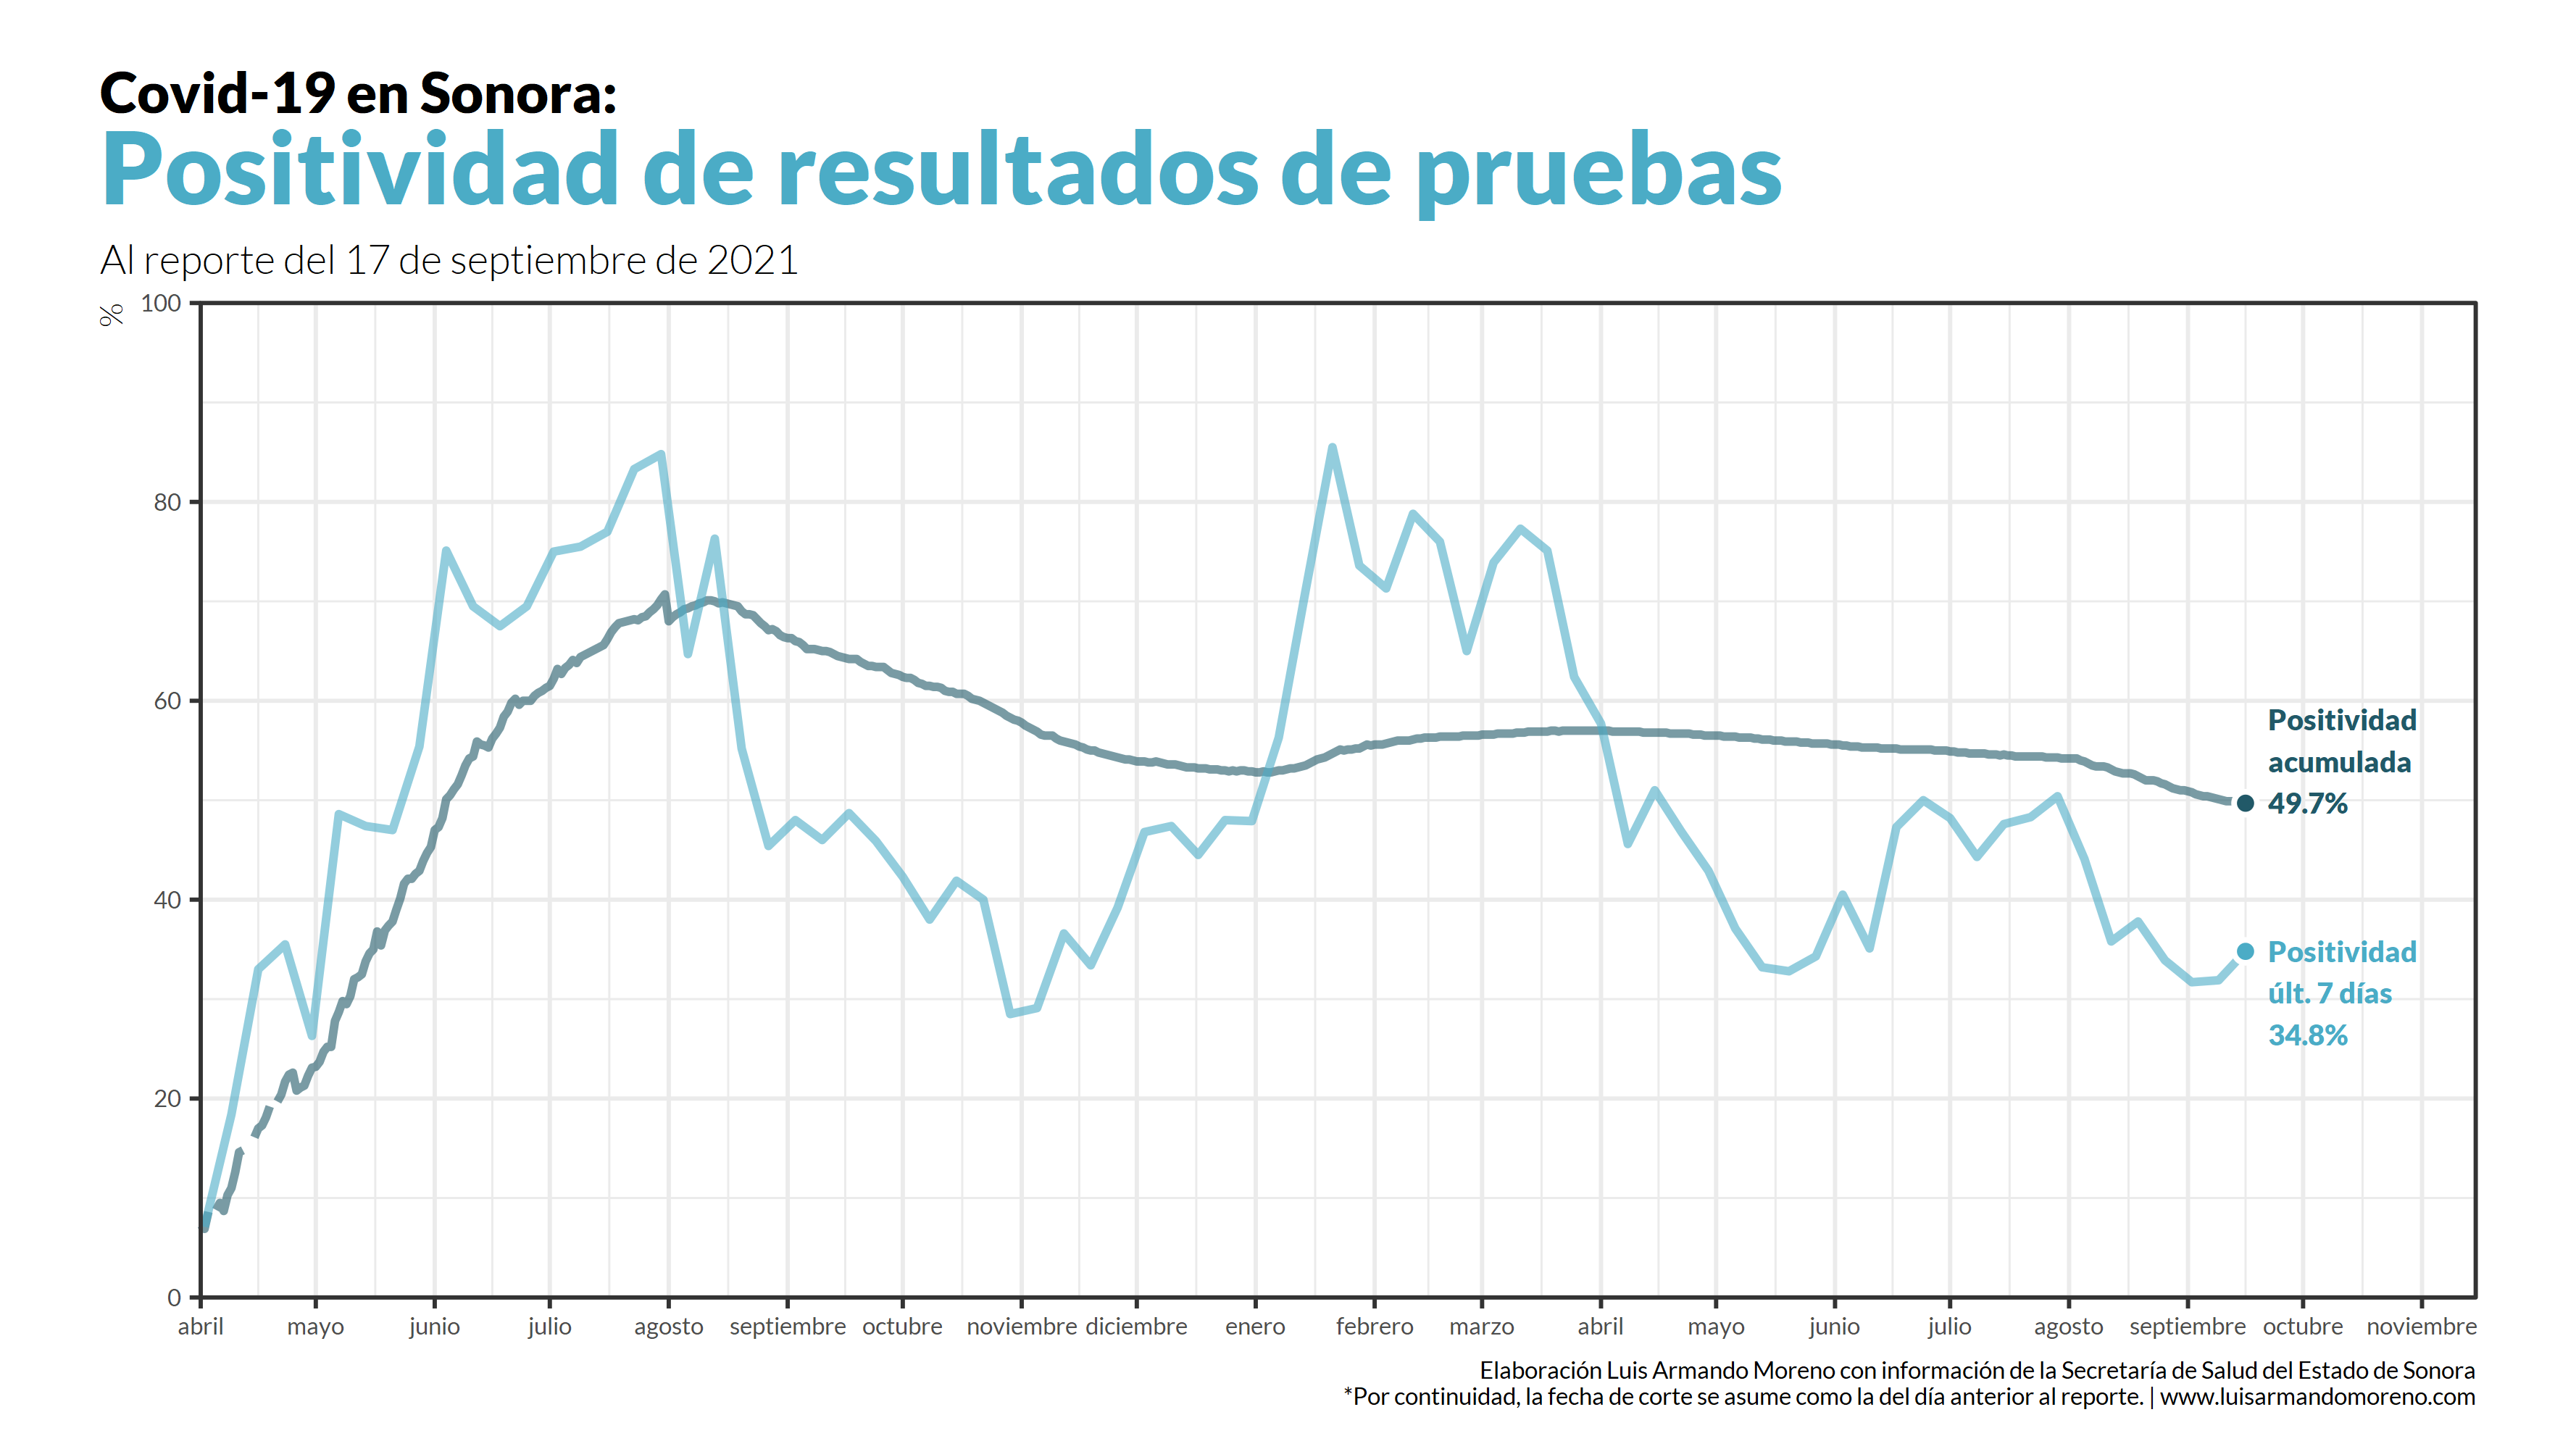 Covid-19 en Sonora:
Positividad de resultados de pruebas
Al reporte del 17 de septiembre de 2021
%
100
80
60
40
20
0
Positividad
acumulada
49.7%
Positividad
últ. 7 días
34.8%
abril mayo junio julio agosto septiembre octubre noviembre diciembre enero febrero marzo abril mayo junio julio agosto septiembre octubre noviembre
Elaboración Luis Armando Moreno con información de la Secretaría de Salud del Estado de Sonora
*Por continuidad, la fecha de corte se asume como la del día anterior al reporte. | www.luisarmandomoreno.com